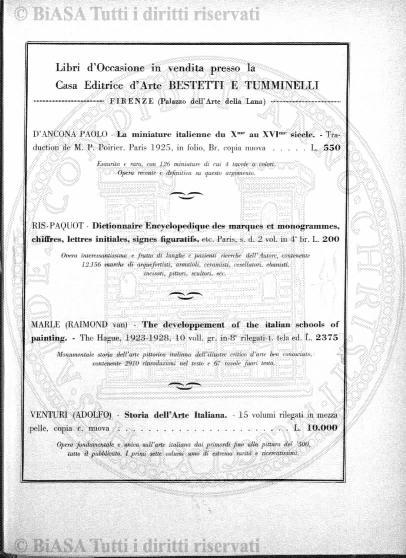 © BiASA Tutti i diritti riservati
Libri d'Occasione in vendita presso la
Casa Editrice d'Arte BESTETTI E TUMMINELLI
FIRENZE (Palazzo dell'Arte della Lana)
D'ANCONA PAOLO - La miniature italienne du Xme au XVIme siecle. - Tra-
duction de M. P. Poirier. Paris 1925, in folio, Br. copia nuova . . . . . L. 550
Esaurito e raro, con 126 miniature di cui 4 tavole a colori.
Opera recente e definitiva su questo argomento.
RIS-PAQUOT - Dictionnaire Encyclopedique des marques et monogrammes,
chiffres, lettres initiales, signes figuratifs, etc. Paris, s. d. 2 vol. in 4° br. L. 200
Opera interessantissima e frutto di lunghe e pazienti ricerche dell'Autore, contenente
12.156 marche di arquefortisti, armaioli, ceramisti, cesellatori, ebanisti,
incisori, pittori, scultori, ecc.
MARLE (RAIMOND van) - The developpement of the italian schools of
painting. - The Hague, 1923-1928, 10 voll. gr. in-8° rilegati-t. tela ed. L. 2375
Monumentale storia dell'arte pittorica italiana dell'illustre critico d'arte ben conosciuto,
contenente 2910 riproduzioni nel testo e 67 tavole fuori testo.
VENTURI (ADOLFO) - Storia dell'Arte Italiana. - 15 volumi rilegati in mezza
pelle, copia c. nuova . . . . . . . . . . . . . . . . . . . . L. 10.000
Opera fondamentale e unica sull'arte italiana dai primordi fino alla pittura del '500,
tutto il pubblicato. I primi sette volumi sono di estrema rarità e ricercatissimi.
© BiASA Tutti i diritti riservati